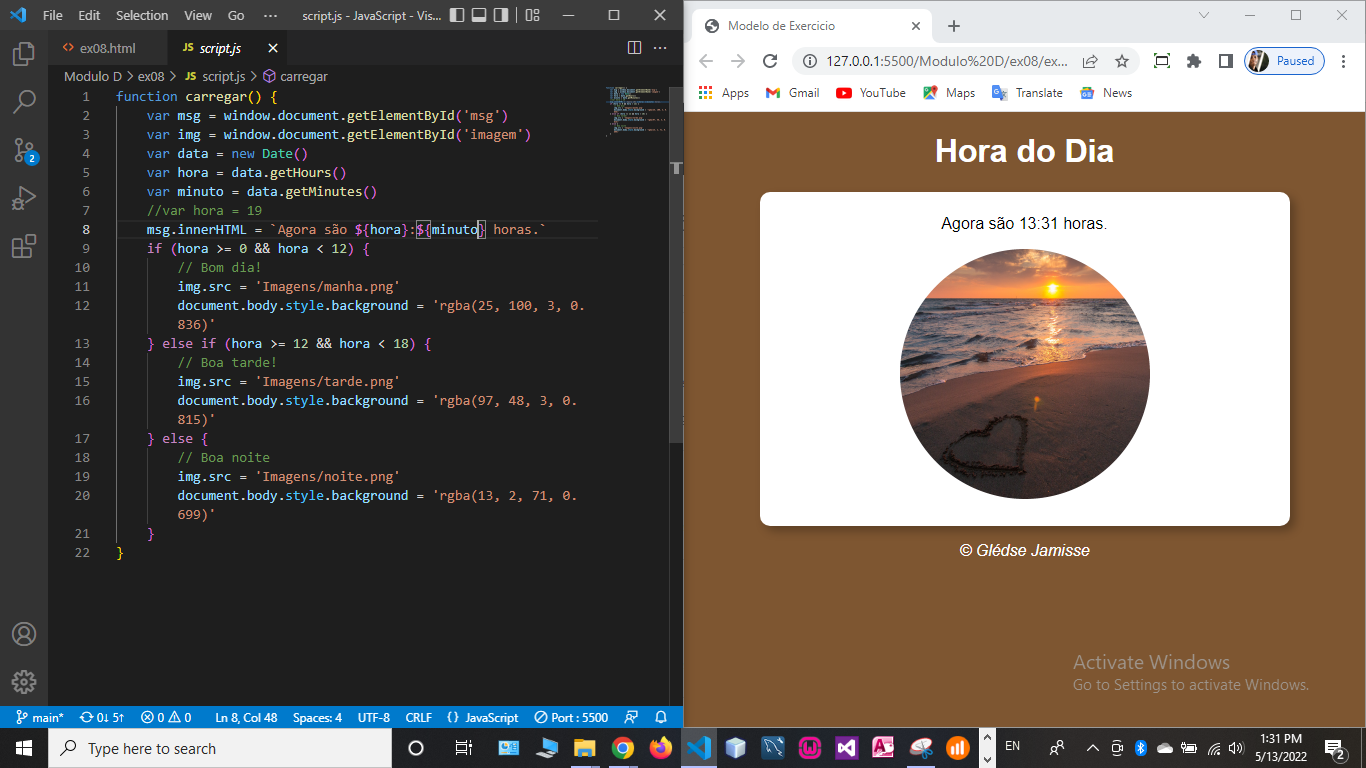 File Edit Selection View Go ··· script.js - JavaScript - Vis...
ex08.html JS script.js
Modulo D > ex08 > JS script.js > carregar
1 function carregar() {
2 var msg = window.document.getElementById('msg')
3 var img = window.document.getElementById('imagem')
4 var data = new Date()
5 var hora = data.getHours()
6 var minuto = data.getMinutes()
7 //var hora = 19
8 msg.innerHTML = `Agora são ${hora}:${minuto} horas.`
9 if (hora >= 0 && hora < 12) {
10 // Bom dia!
11 img.src = 'Imagens/manha.png'
12 document.body.style.background = 'rgba(25, 100, 3, 0.
836)'
13 } else if (hora >= 12 && hora < 18) {
14 // Boa tarde!
15 img.src = 'Imagens/tarde.png'
16 document.body.style.background = 'rgba(97, 48, 3, 0.
815)'
17 } else {
18 // Boa noite
19 img.src = 'Imagens/noite.png'
20 document.body.style.background = 'rgba(13, 2, 71, 0.
699)'
21 }
22 }
2
main* 0↓ 5↑ 0 0 Ln 8, Col 48 Spaces: 4 UTF-8 CRLF {} JavaScript Port : 5500
Modelo de Exercicio
127.0.0.1:5500/Modulo%20D/ex08/ex... Paused
Apps Gmail YouTube Maps Translate News
Hora do Dia
Agora são 13:31 horas.
© Glédse Jamisse
Activate Windows
Go to Settings to activate Windows.
Type here to search
EN
1:31 PM
5/13/2022
2